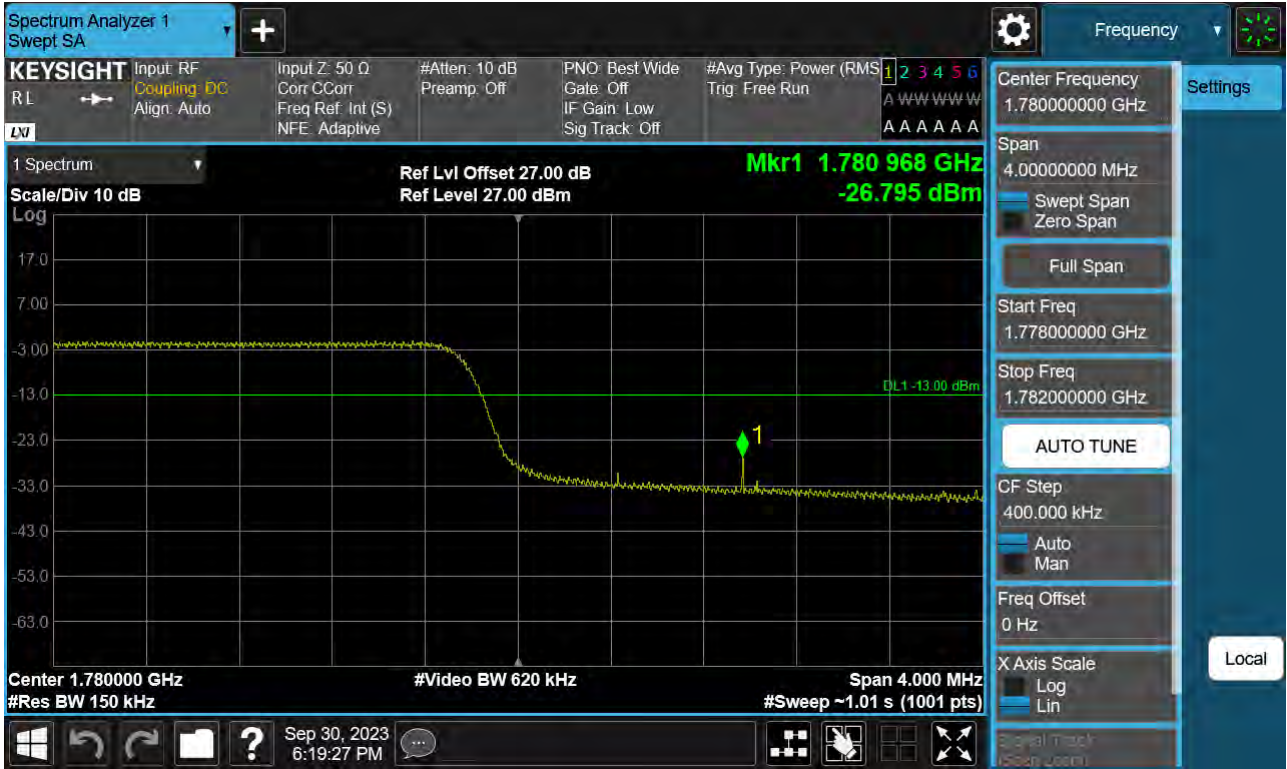 Spectrum Analyzer 1
Swept SA
Frequency
KEYSIGHT
R L
LXI
Input: RF
Coupling: DC
Align: Auto
Input Z: 50 Ω
Corr CCorr
Freq Ref: Int (S)
NFE: Adaptive
#Atten: 10 dB
Preamp: Off
PNO: Best Wide
Gate: Off
IF Gain: Low
Sig Track: Off
#Avg Type: Power (RMS
Trig: Free Run
1 2 3 4 5 6
A W W W W W
A A A A A A
1 Spectrum
Scale/Div 10 dB
Log
Ref Lvl Offset 27.00 dB
Ref Level 27.00 dBm
Mkr1 1.780 968 GHz
-26.795 dBm
17.0
7.00
-3.00
-13.0
DL1 -13.00 dBm
-23.0
1
-33.0
-43.0
-53.0
-63.0
Center 1.780000 GHz
#Video BW 620 kHz
Span 4.000 MHz
#Res BW 150 kHz
#Sweep ~1.01 s (1001 pts)
Center Frequency
1.780000000 GHz
Settings
Span
4.00000000 MHz
Swept Span
Zero Span
Full Span
Start Freq
1.778000000 GHz
Stop Freq
1.782000000 GHz
AUTO TUNE
CF Step
400.000 kHz
Auto
Man
Freq Offset
0 Hz
X Axis Scale
Log
Lin
Local
Signal Track
(Span Zoom)
?
Sep 30, 2023
6:19:27 PM